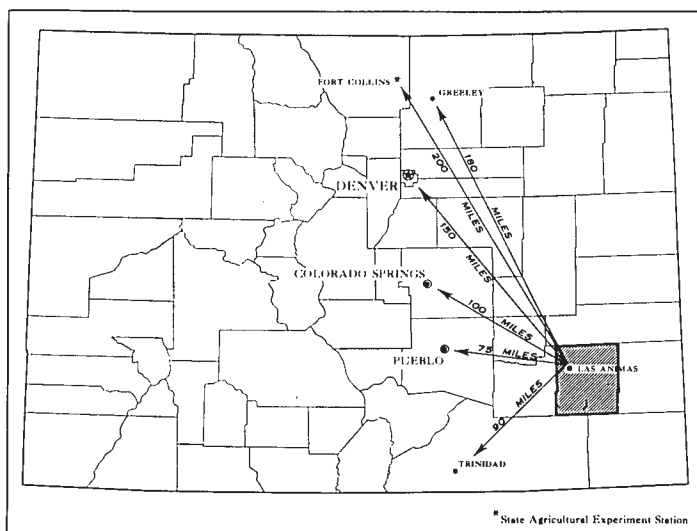 FORT COLLINS *
GREELEY
200 MILES
180 MILES
DENVER
150 MILES
COLORADO SPRINGS
100 MILES
PUEBLO
75 MILES
LAS ANIMAS
90 MILES
TRINIDAD
* State Agricultural Experiment Station